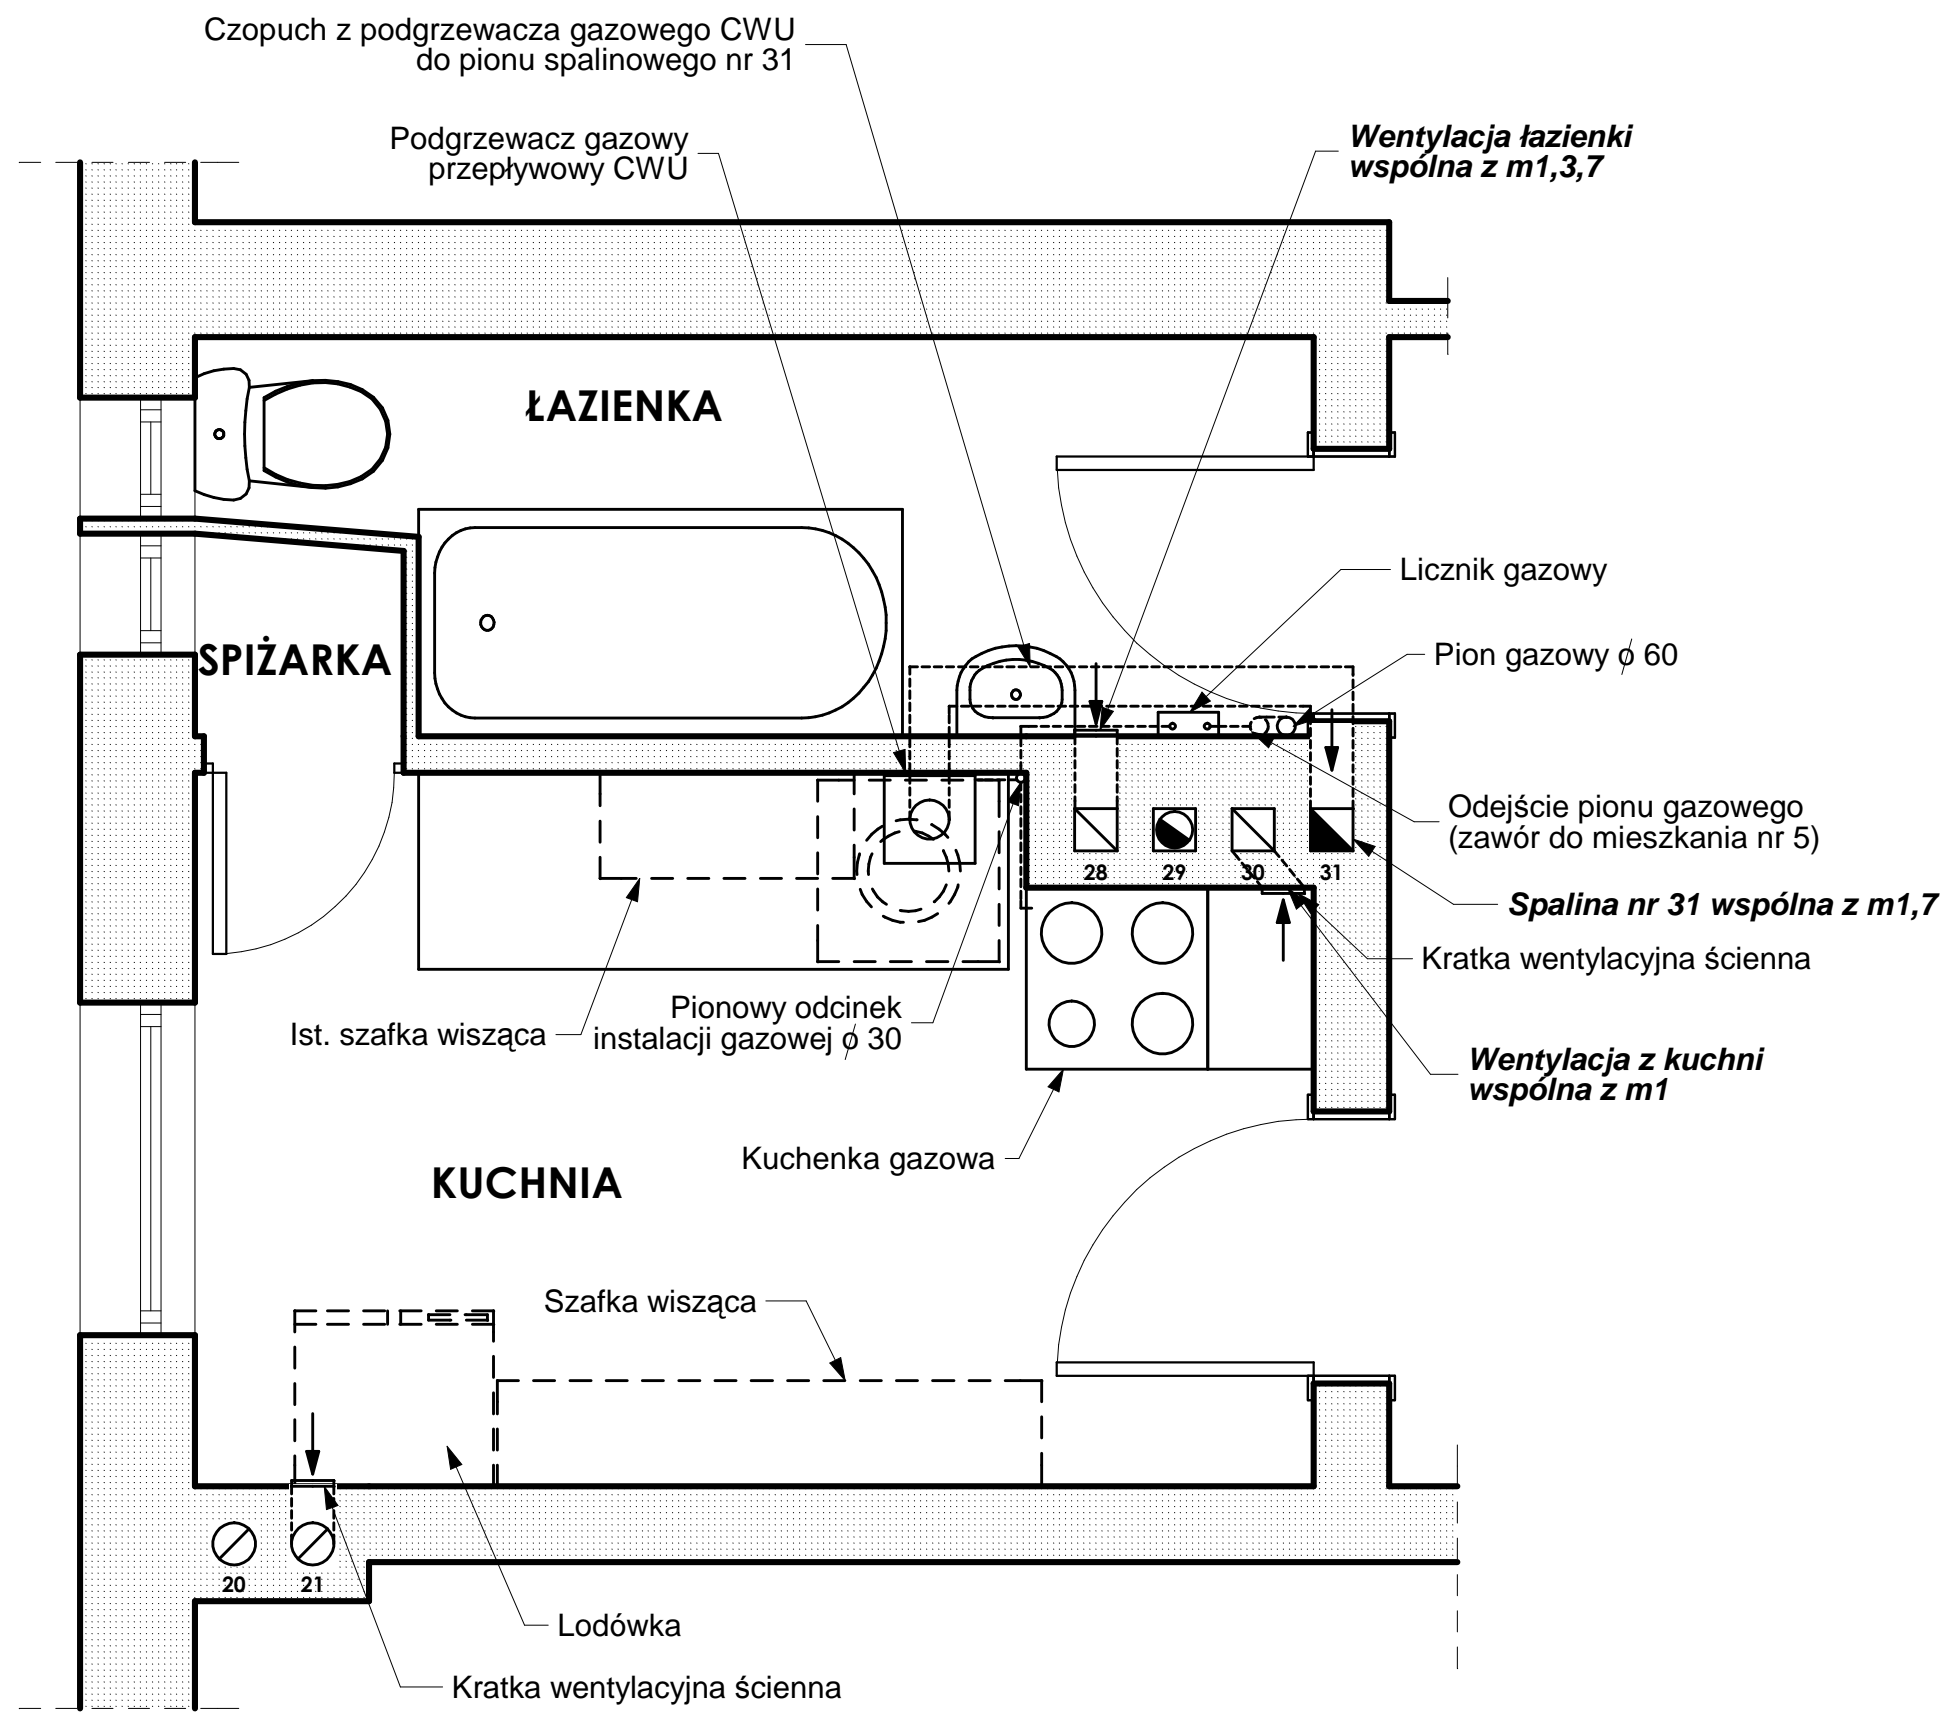 Czopuch z podgrzewacza gazowego CWU
do pionu spalinowego nr 31
Podgrzewacz gazowy
przepływowy CWU
Wentylacja łazienki
wspólna z m1,3,7
ŁAZIENKA
Licznik gazowy
SPIŻARKA
Pion gazowy ϕ 60
Odejście pionu gazowego
(zawór do mieszkania nr 5)
28
29
30
31
Spalina nr 31 wspólna z m1,7
Kratka wentylacyjna ścienna
Ist. szafka wisząca
Pionowy odcinek
instalacji gazowej ϕ 30
Wentylacja z kuchni
wspólna z m1
Kuchenka gazowa
KUCHNIA
Szafka wisząca
20
21
Lodówka
Kratka wentylacyjna ścienna